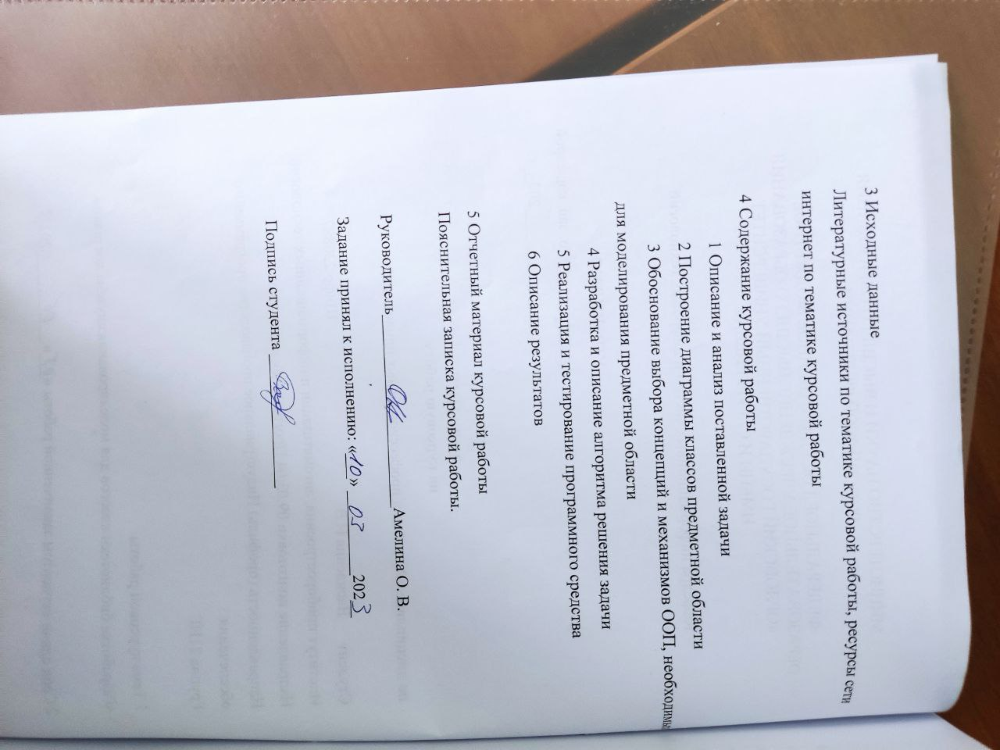 3 Исходные данные
Литературные источники по тематике курсовой работы, ресурсы сети
интернет по тематике курсовой работы
4 Содержание курсовой работы
1 Описание и анализ поставленной задачи
2 Построение диаграммы классов предметной области
3 Обоснование выбора концепций и механизмов ООП, необходимых
для моделирования предметной области
4 Разработка и описание алгоритма решения задачи
5 Реализация и тестирование программного средства
6 Описание результатов
5 Отчетный материал курсовой работы
Пояснительная записка курсовой работы.
Руководитель Амелина О. В.
Задание принял к исполнению: «10» 03 2023
Подпись студента